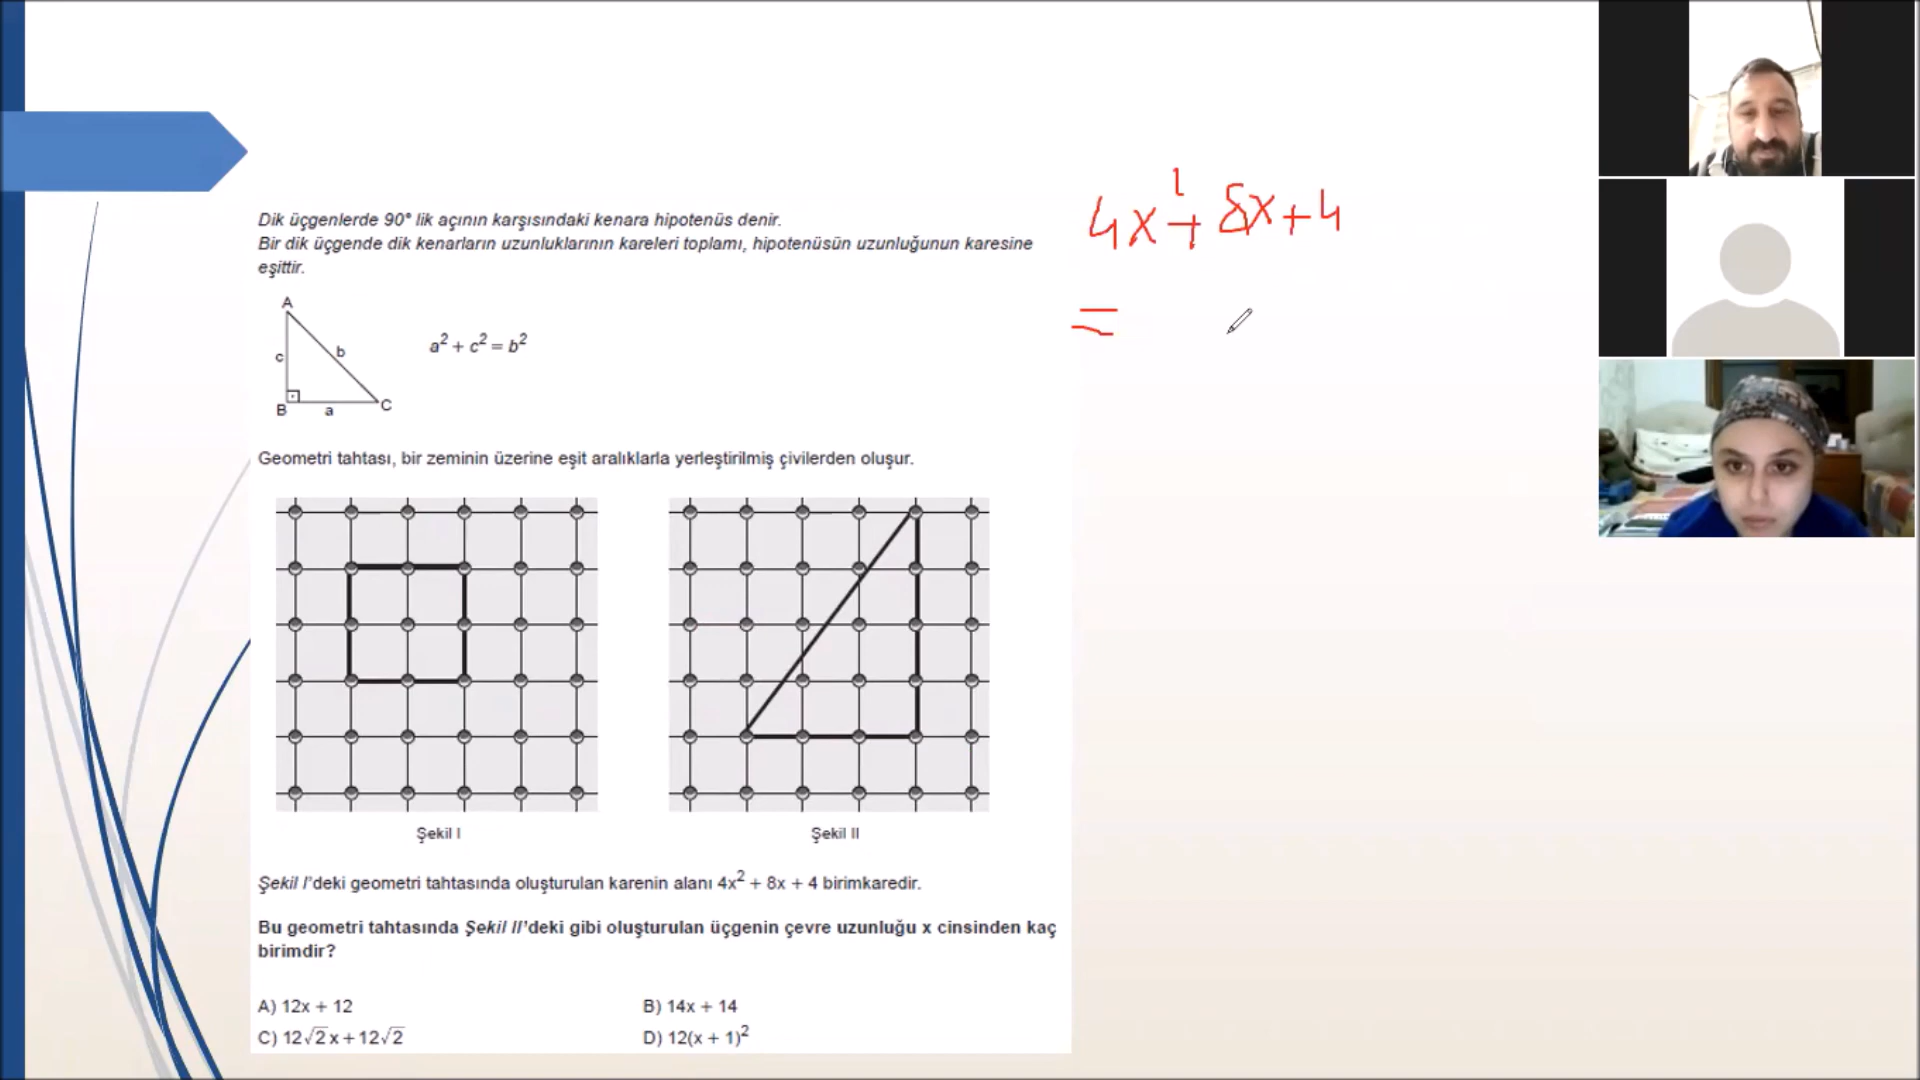 Dik üçgenlerde 90° lik açının karşısındaki kenara hipotenüs denir.
Bir dik üçgende dik kenarların uzunluklarının kareleri toplamı, hipotenüsün uzunluğunun karesine
eşittir.
A
c
b
B
a
C
a² + c² = b²
Geometri tahtası, bir zeminin üzerine eşit aralıklarla yerleştirilmiş çivilerden oluşur.
Şekil I
Şekil II
Şekil I'deki geometri tahtasında oluşturulan karenin alanı 4x² + 8x + 4 birimkaredir.
Bu geometri tahtasında Şekil II'deki gibi oluşturulan üçgenin çevre uzunluğu x cinsinden kaç
birimdir?
A) 12x + 12
B) 14x + 14
C) 12√2 x + 12√2
D) 12(x + 1)²
4x² + 8x + 4
=